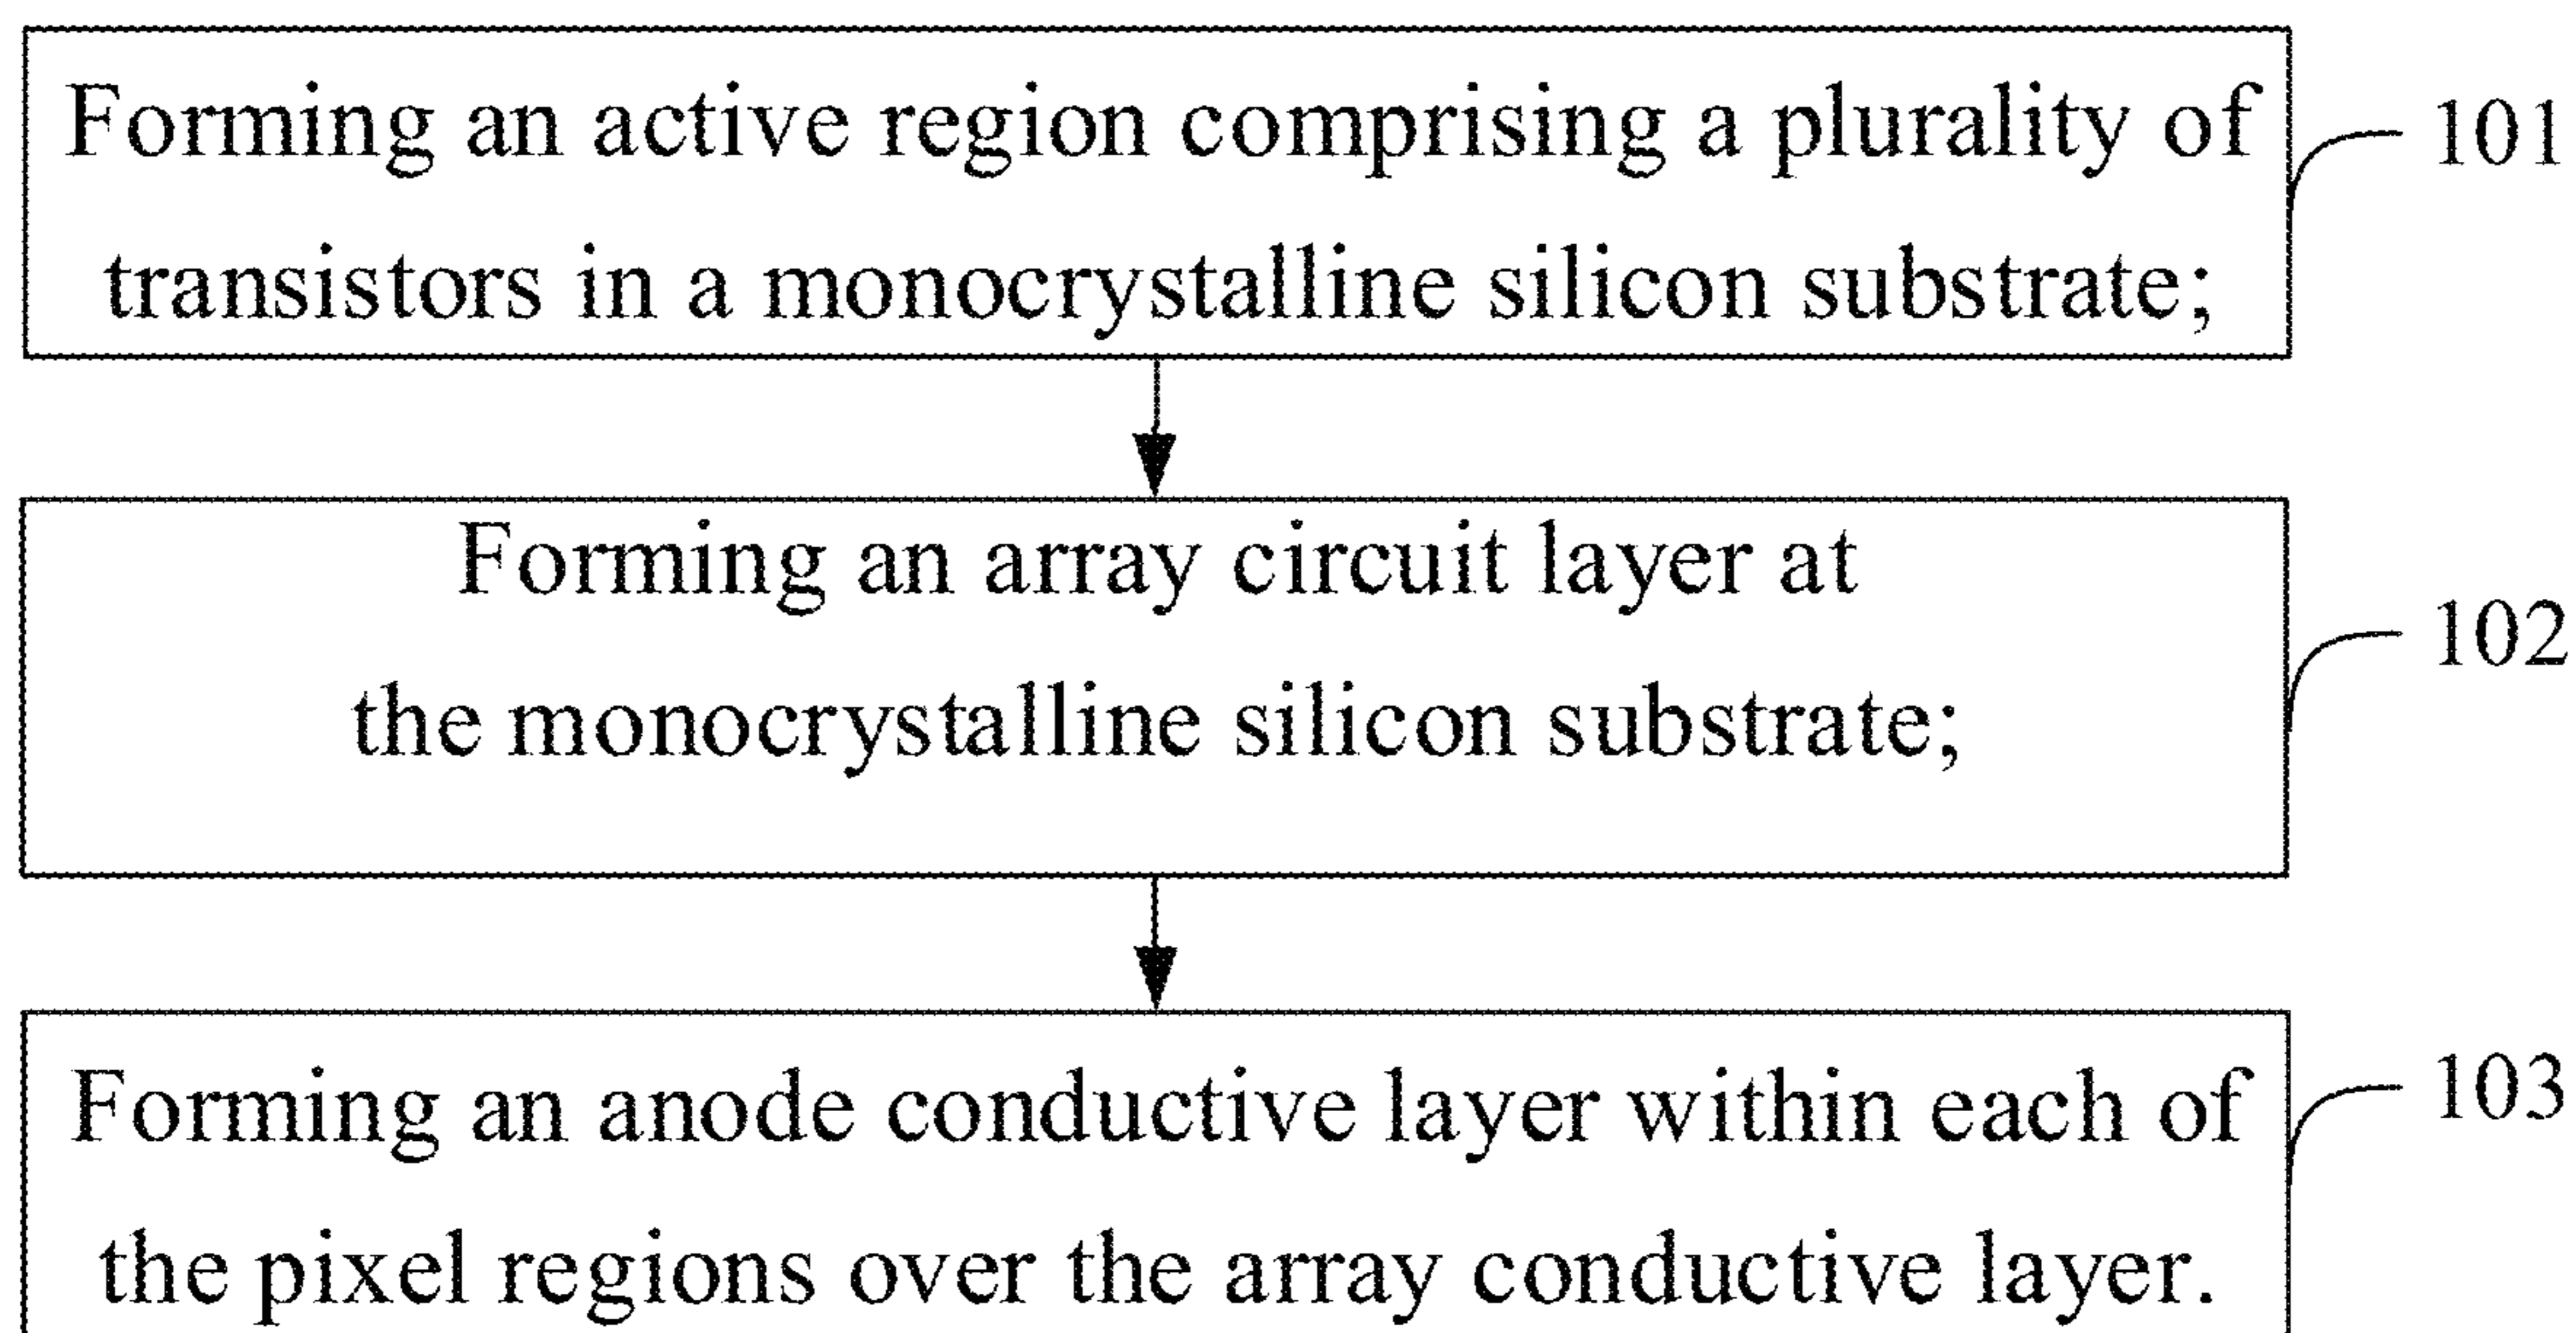 Forming an active region comprising a plurality of
transistors in a monocrystalline silicon substrate;
101
Forming an array circuit layer at
the monocrystalline silicon substrate;
102
Forming an anode conductive layer within each of
the pixel regions over the array conductive layer.
103